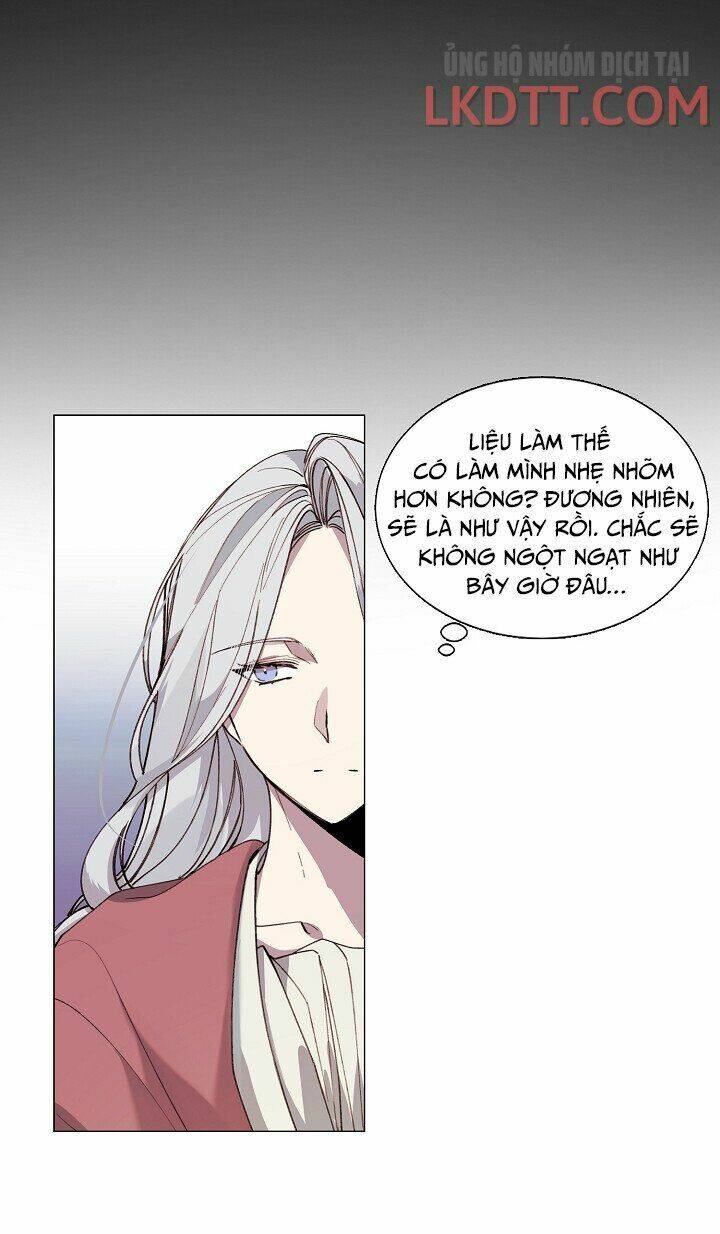 ỦNG HỘ NHÓM DỊCH TẠI
LKDTT.COM
LIỆU LÀM THẾ
CÓ LÀM MÌNH NHẸ NHÕM
HƠN KHÔNG? ĐƯƠNG NHIÊN,
SẼ LÀ NHƯ VẬY RỒI. CHẮC SẼ
KHÔNG NGỘT NGẠT NHƯ
BÂY GIỜ ĐÂU...